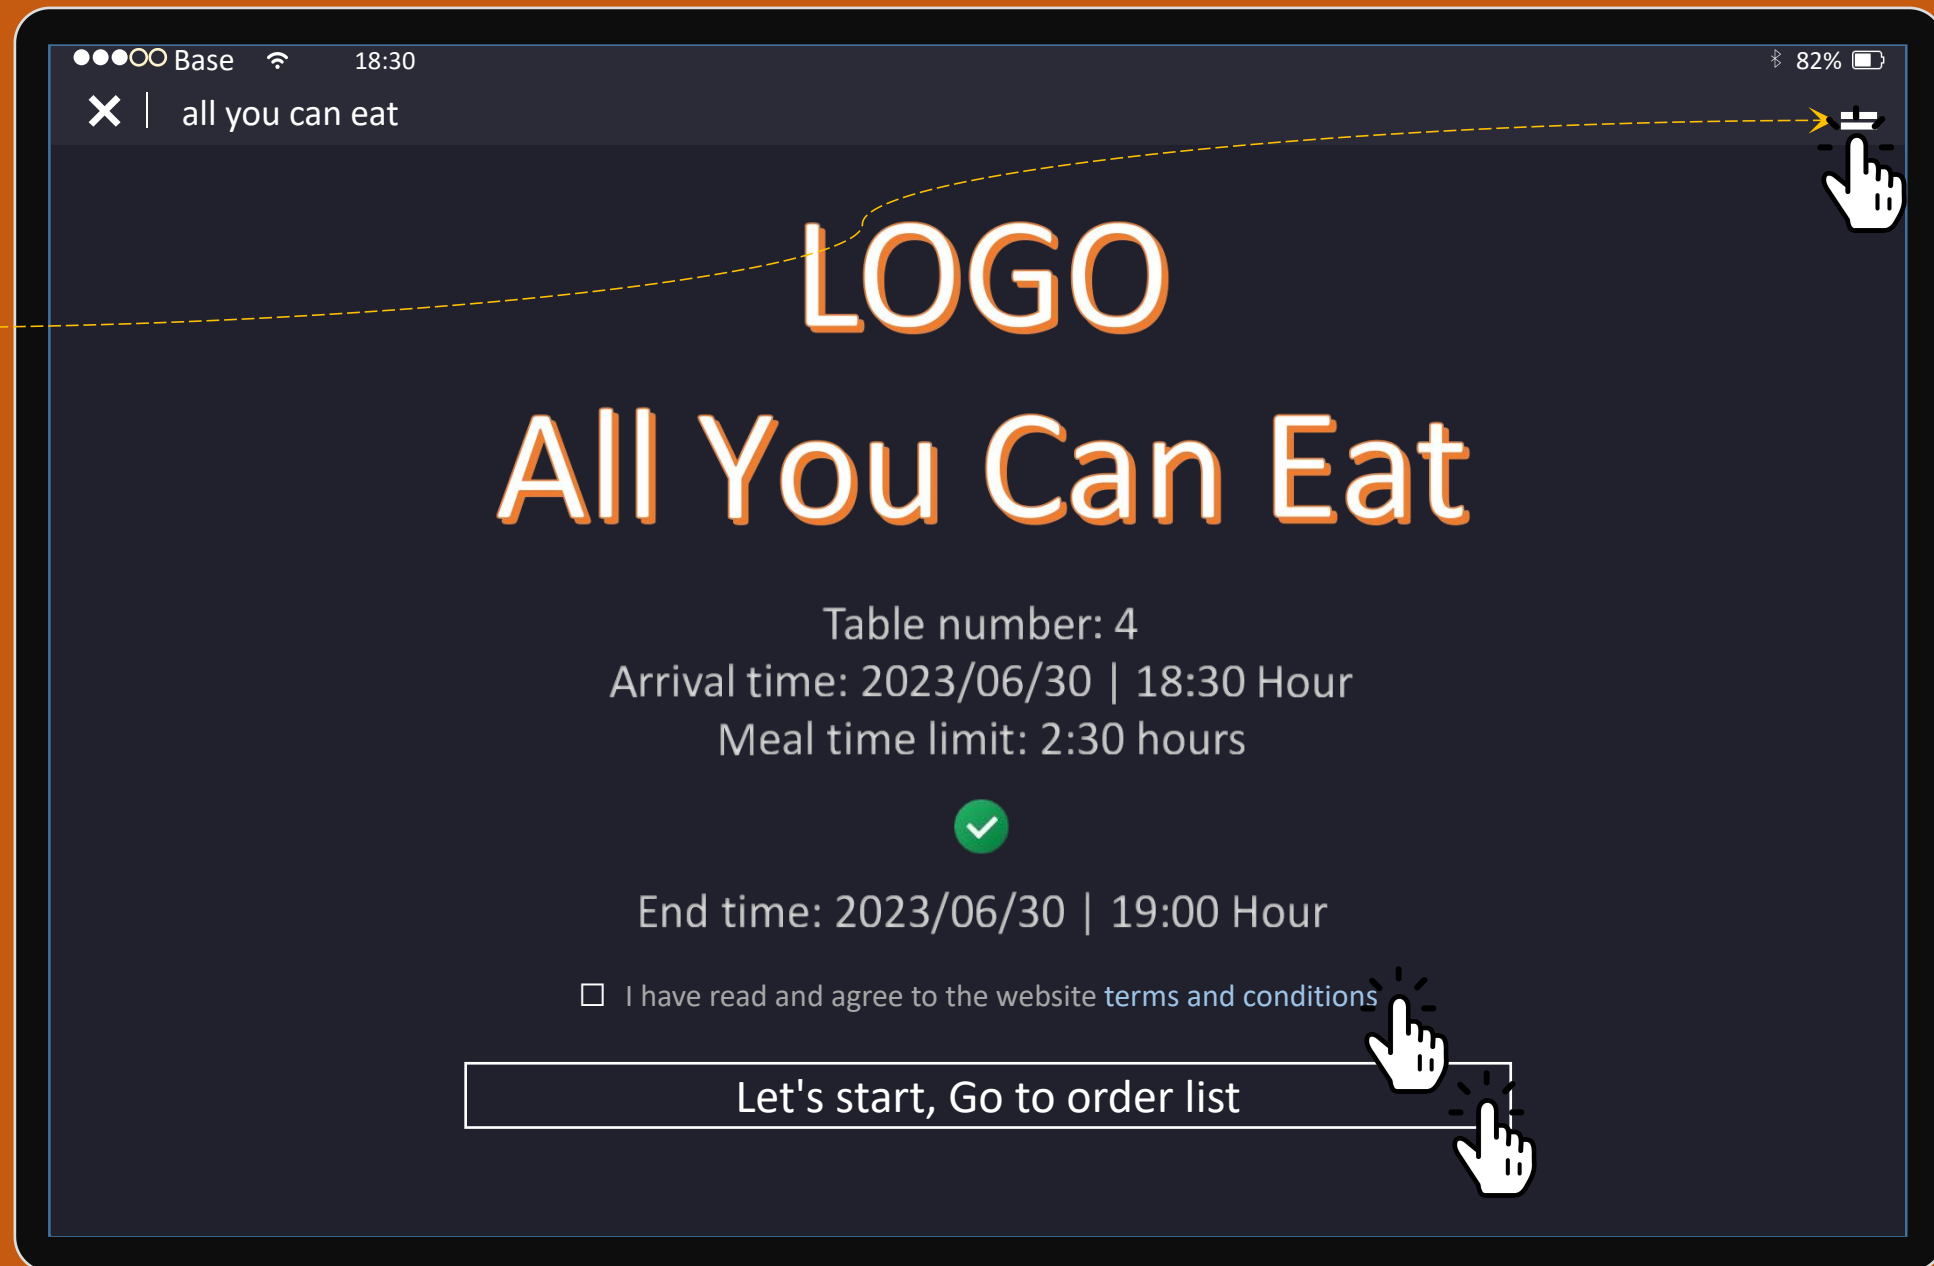 Base 18:30 82%
all you can eat
LOGO
All You Can Eat
Table number: 4
Arrival time: 2023/06/30 | 18:30 Hour
Meal time limit: 2:30 hours
End time: 2023/06/30 | 19:00 Hour
I have read and agree to the website terms and conditions
Let's start, Go to order list